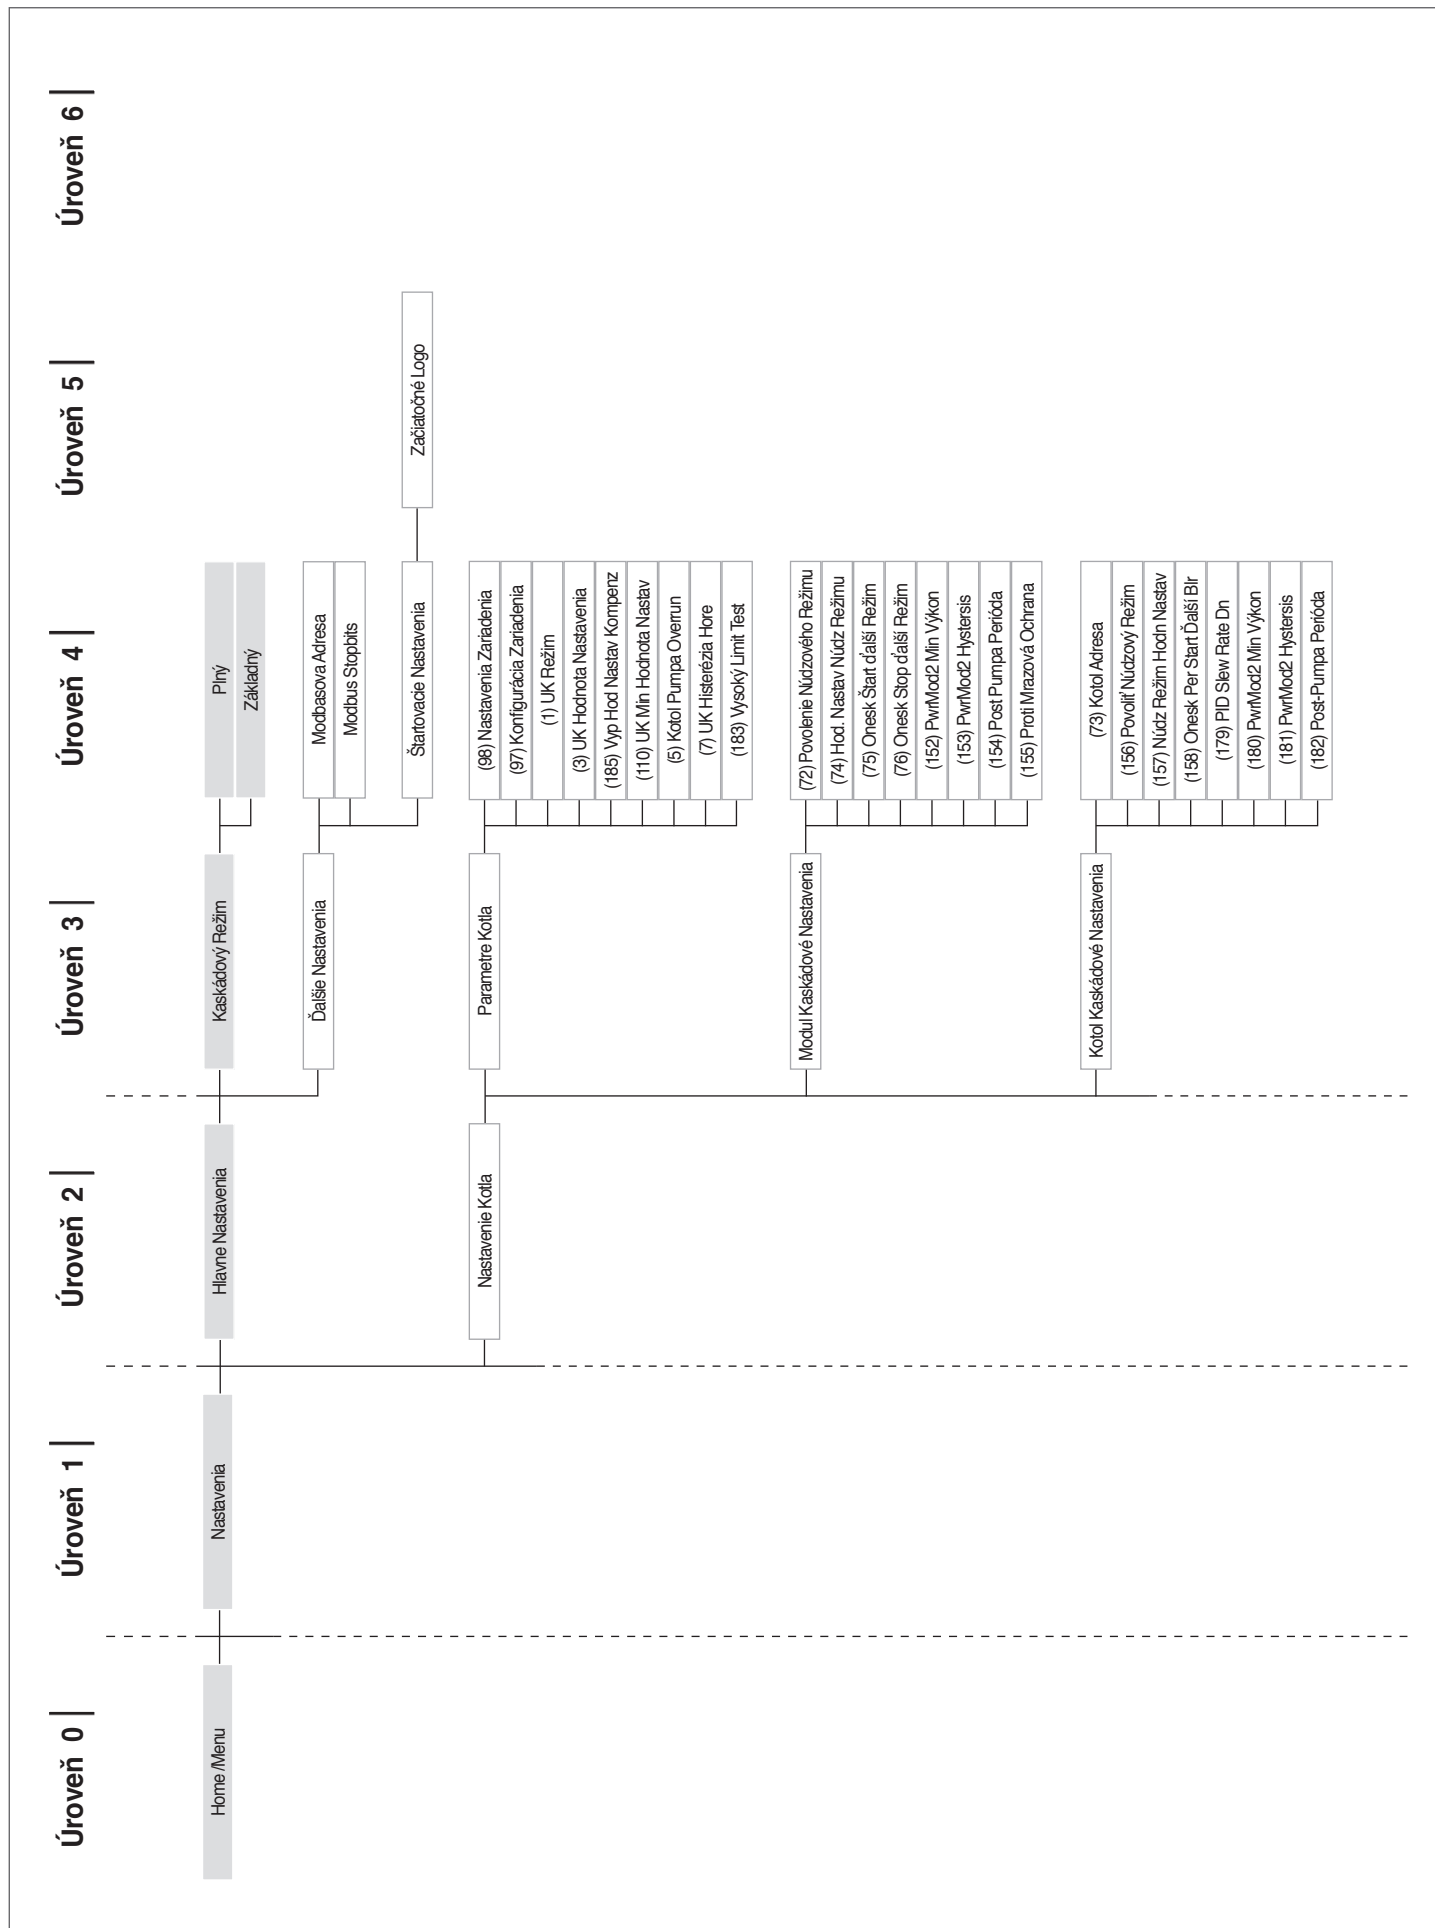 Úroveň 0
Úroveň 1
Úroveň 2
Úroveň 3
Úroveň 4
Úroveň 5
Úroveň 6
Home /Menu
Nastavenia
Hlavne Nastavenia
Kaskádový Režim
Plný
Základný
Ďalšie Nastavenia
Modbasova Adresa
Modbus Stopbits
Štartovacie Nastavenia
Začiatočné Logo
Nastavenie Kotla
Parametre Kotla
(98) Nastavenia Zariadenia
(97) Konfigurácia Zariadenia
(1) UK Režim
(3) UK Hodnota Nastavenia
(185) Vyp Hod Nastav Kompenz
(110) UK Min Hodnota Nastav
(5) Kotol Pumpa Overrun
(7) UK Histerézia Hore
(183) Vysoký Limit Test
Modul Kaskádové Nastavenia
(72) Povolenie Núdzového Režimu
(74) Hod. Nastav Núdz Režimu
(75) Onesk Štart ďalší Režim
(76) Onesk Stop ďalší Režim
(152) PwrMod2 Min Výkon
(153) PwrMod2 Hystersis
(154) Post Pumpa Perióda
(155) Proti Mrazová Ochrana
Kotol Kaskádové Nastavenia
(73) Kotol Adresa
(156) Povoliť Núdzový Režim
(157) Núdz Režim Hodn Nastav
(158) Onesk Per Start Ďalší Blr
(179) PID Slew Rate Dn
(180) PwrMod2 Min Výkon
(181) PwrMod2 Hystersis
(182) Post-Pumpa Perióda